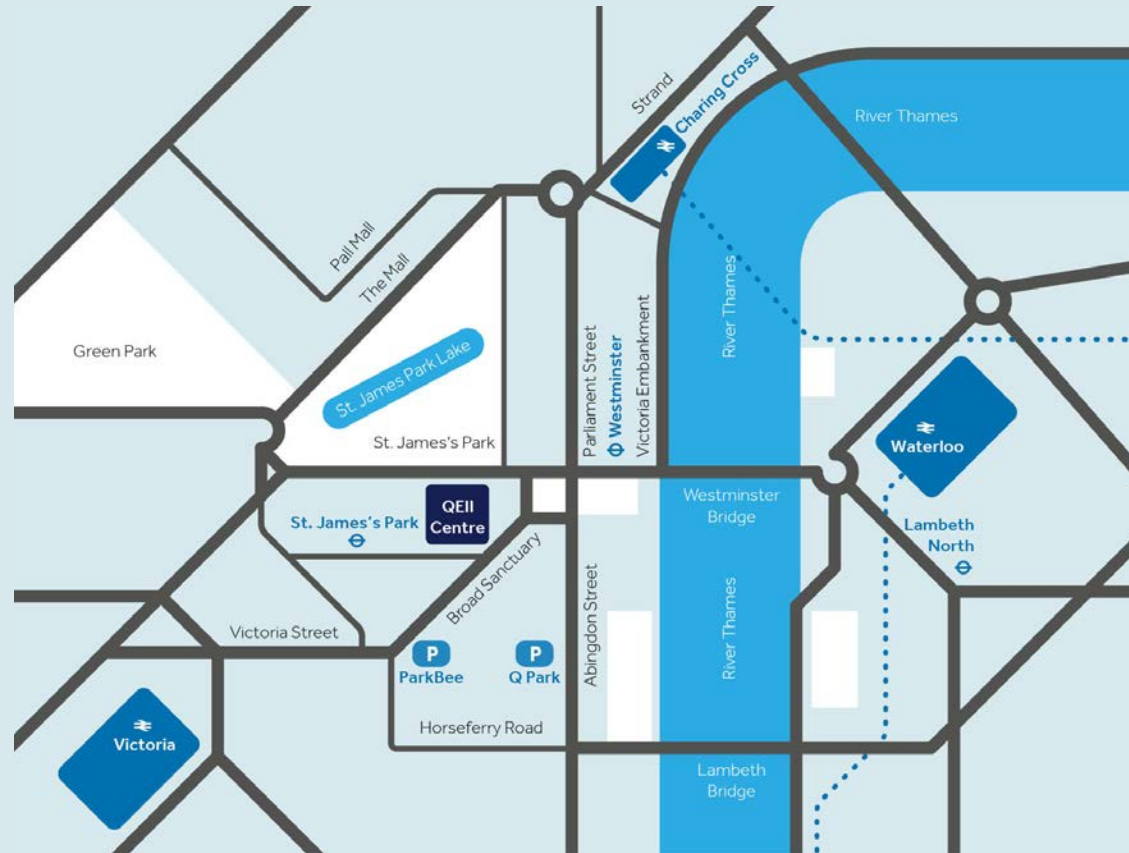 Strand
Charing Cross
River Thames
Pall Mall
The Mall
Green Park
St. James Park Lake
St. James's Park
Parliament Street
Westminster
Victoria Embankment
River Thames
Waterloo
QEII
Centre
St. James's Park
Westminster
Bridge
Lambeth
North
Broad Sanctuary
Abingdon Street
River Thames
Victoria Street
P
ParkBee
P
Q Park
Horseferry Road
Victoria
Lambeth
Bridge